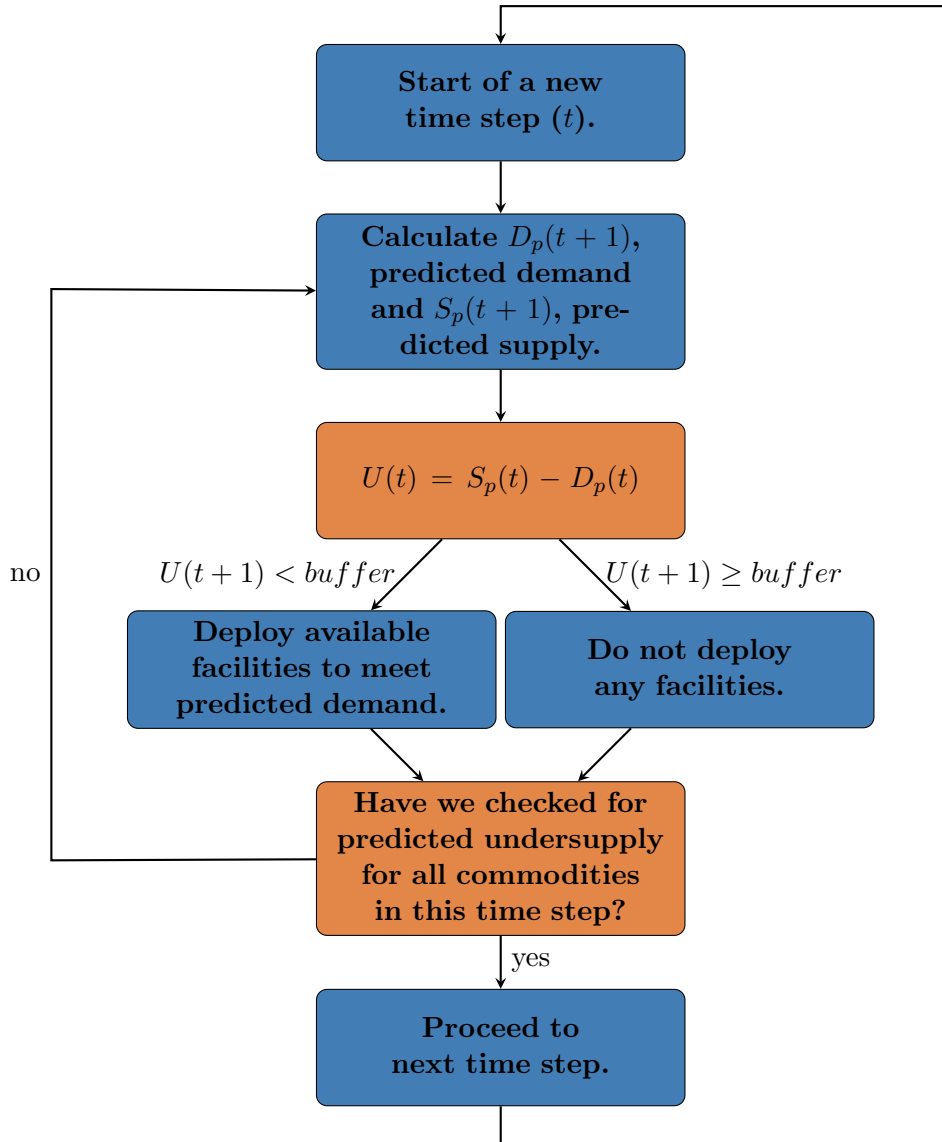 Start of a new
time step (t).
Calculate D_p(t + 1),
predicted demand
and S_p(t + 1), pre-
dicted supply.
U(t) = S_p(t) − D_p(t)
U(t + 1) < buffer
U(t + 1) ≥ buffer
no
Deploy available
facilities to meet
predicted demand.
Do not deploy
any facilities.
Have we checked for
predicted undersupply
for all commodities
in this time step?
yes
Proceed to
next time step.